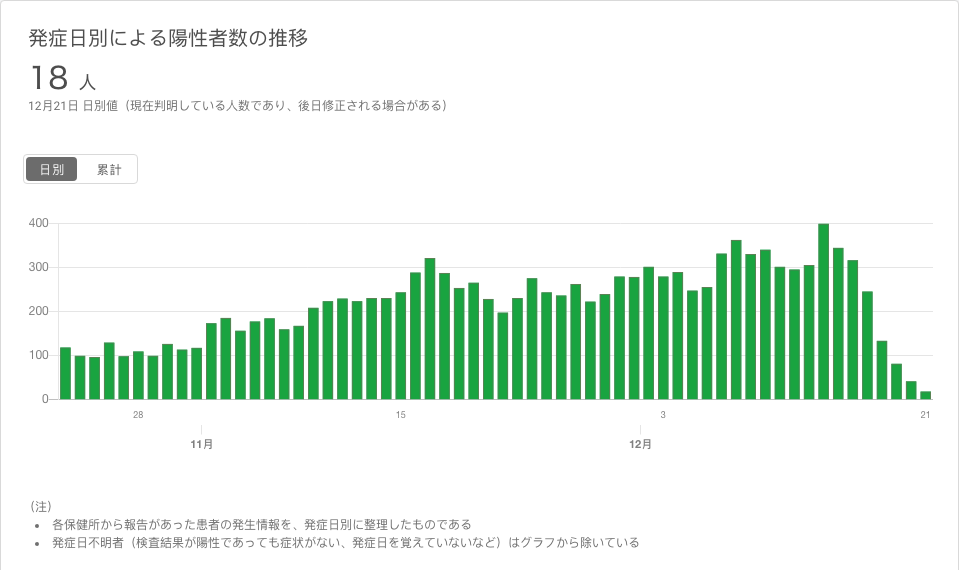 発症日別による陽性者数の推移
18 人
12月21日 日別値（現在判明している人数であり、後日修正される場合がある）
日別 累計
400
300
200
100
0
28 15 3 21
11月 12月
（注）
• 各保健所から報告があった患者の発生情報を、発症日別に整理したものである
• 発症日不明者（検査結果が陽性であっても症状がない、発症日を覚えていないなど）はグラフから除いている